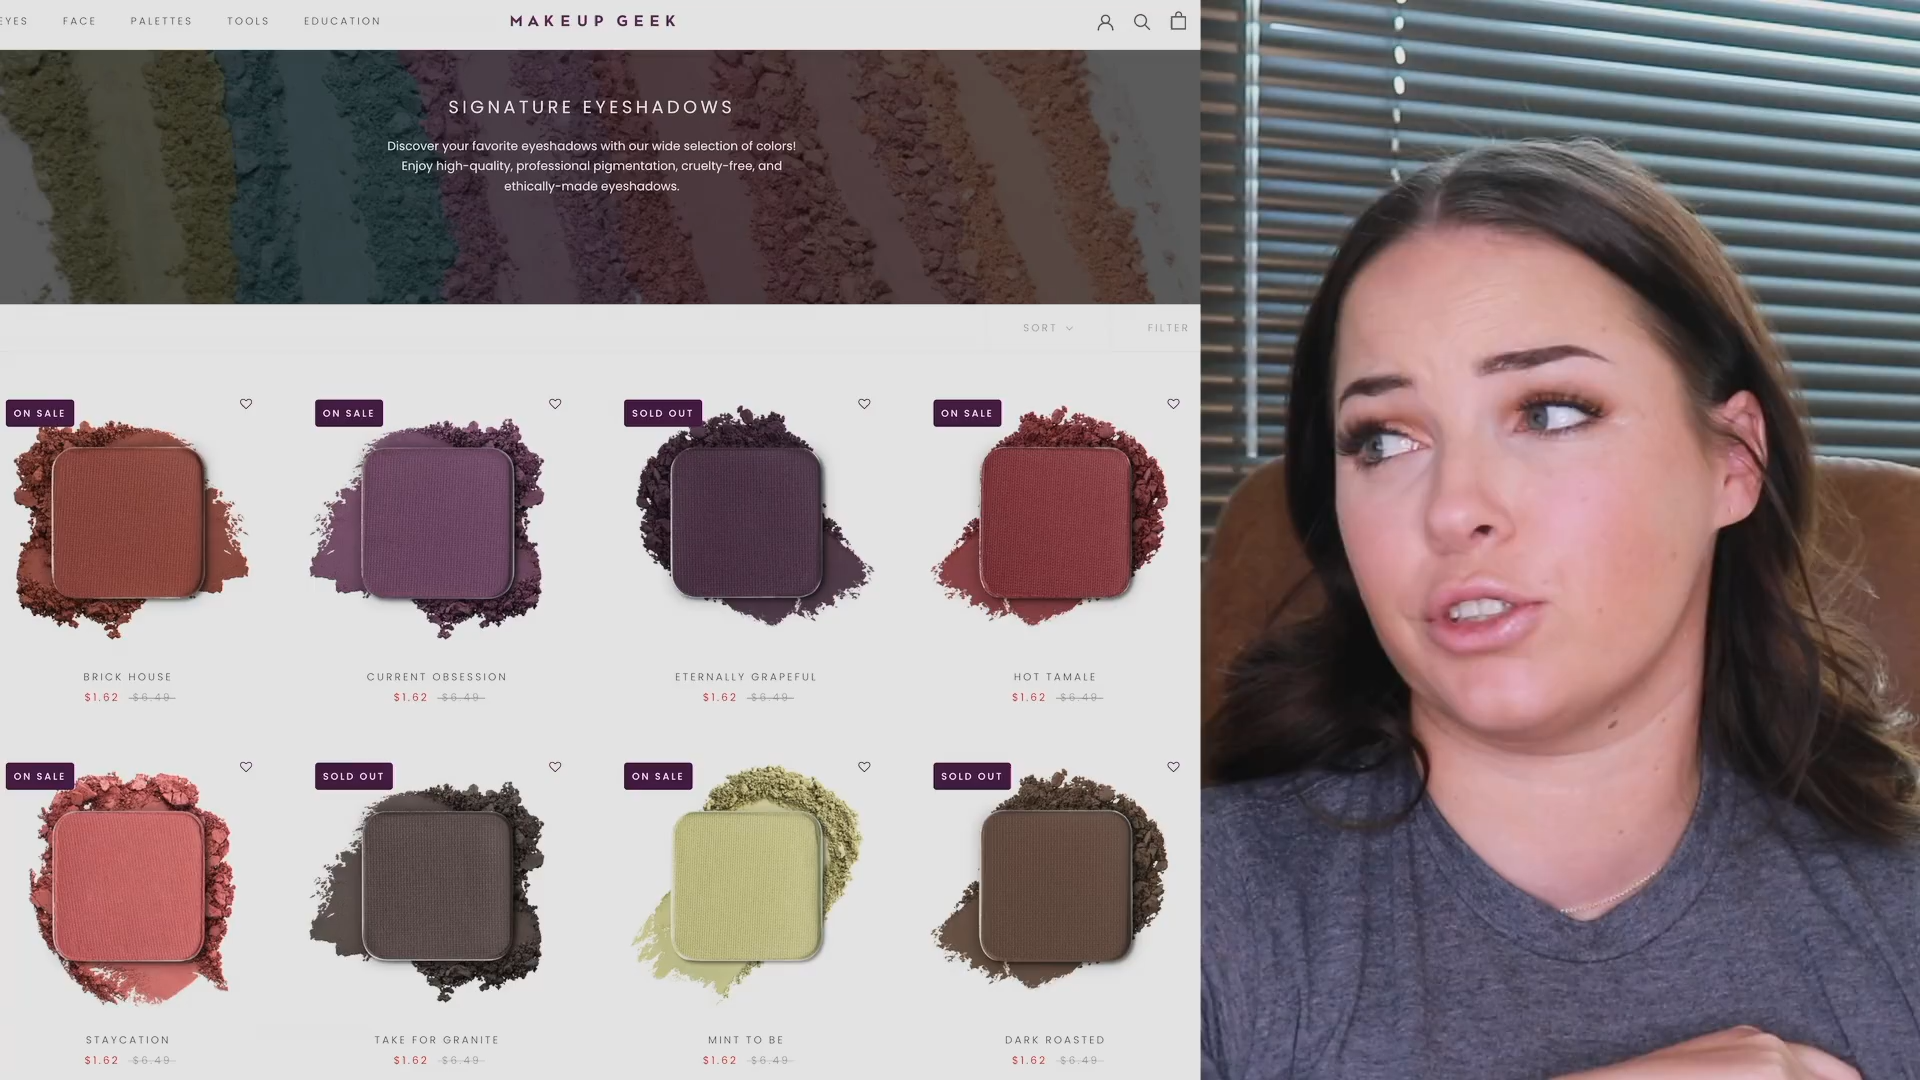 EYES
FACE
PALETTES
TOOLS
EDUCATION
MAKEUP GEEK
SIGNATURE EYESHADOWS
Discover your favorite eyeshadows with our wide selection of colors!
Enjoy high-quality, professional pigmentation, cruelty-free, and
ethically-made eyeshadows.
SORT
FILTER
ON SALE
ON SALE
SOLD OUT
ON SALE
BRICK HOUSE
CURRENT OBSESSION
ETERNALLY GRAPEFUL
HOT TAMALE
$1.62 $6.49
$1.62 $6.49
$1.62 $6.49
$1.62 $6.49
ON SALE
SOLD OUT
ON SALE
SOLD OUT
STAYCATION
TAKE FOR GRANITE
MINT TO BE
DARK ROASTED
$1.62 $6.49
$1.62 $6.49
$1.62 $6.49
$1.62 $6.49